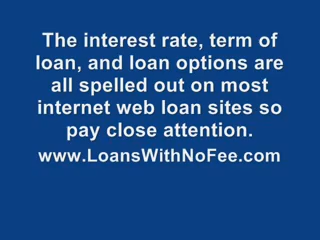 The interest rate, term of
loan, and loan options are
all spelled out on most
internet web loan sites so
pay close attention.
www.LoansWithNoFee.com